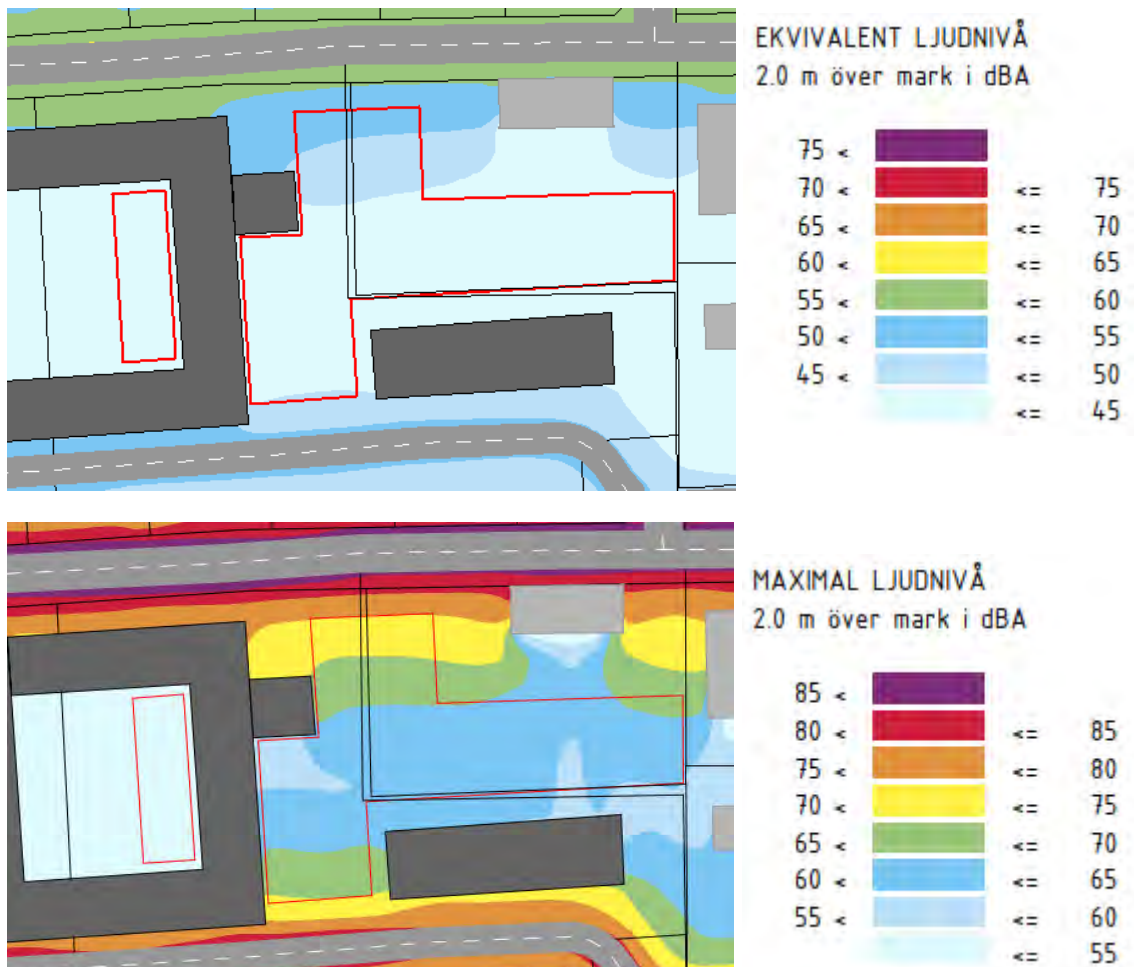 EKVIVALENT LJUDNIVÅ
2.0 m över mark i dBA
75 <
70 < <= 75
65 < <= 70
60 < <= 65
55 < <= 60
50 < <= 55
45 < <= 50
<= 45
MAXIMAL LJUDNIVÅ
2.0 m över mark i dBA
85 <
80 < <= 85
75 < <= 80
70 < <= 75
65 < <= 70
60 < <= 65
55 < <= 60
<= 55